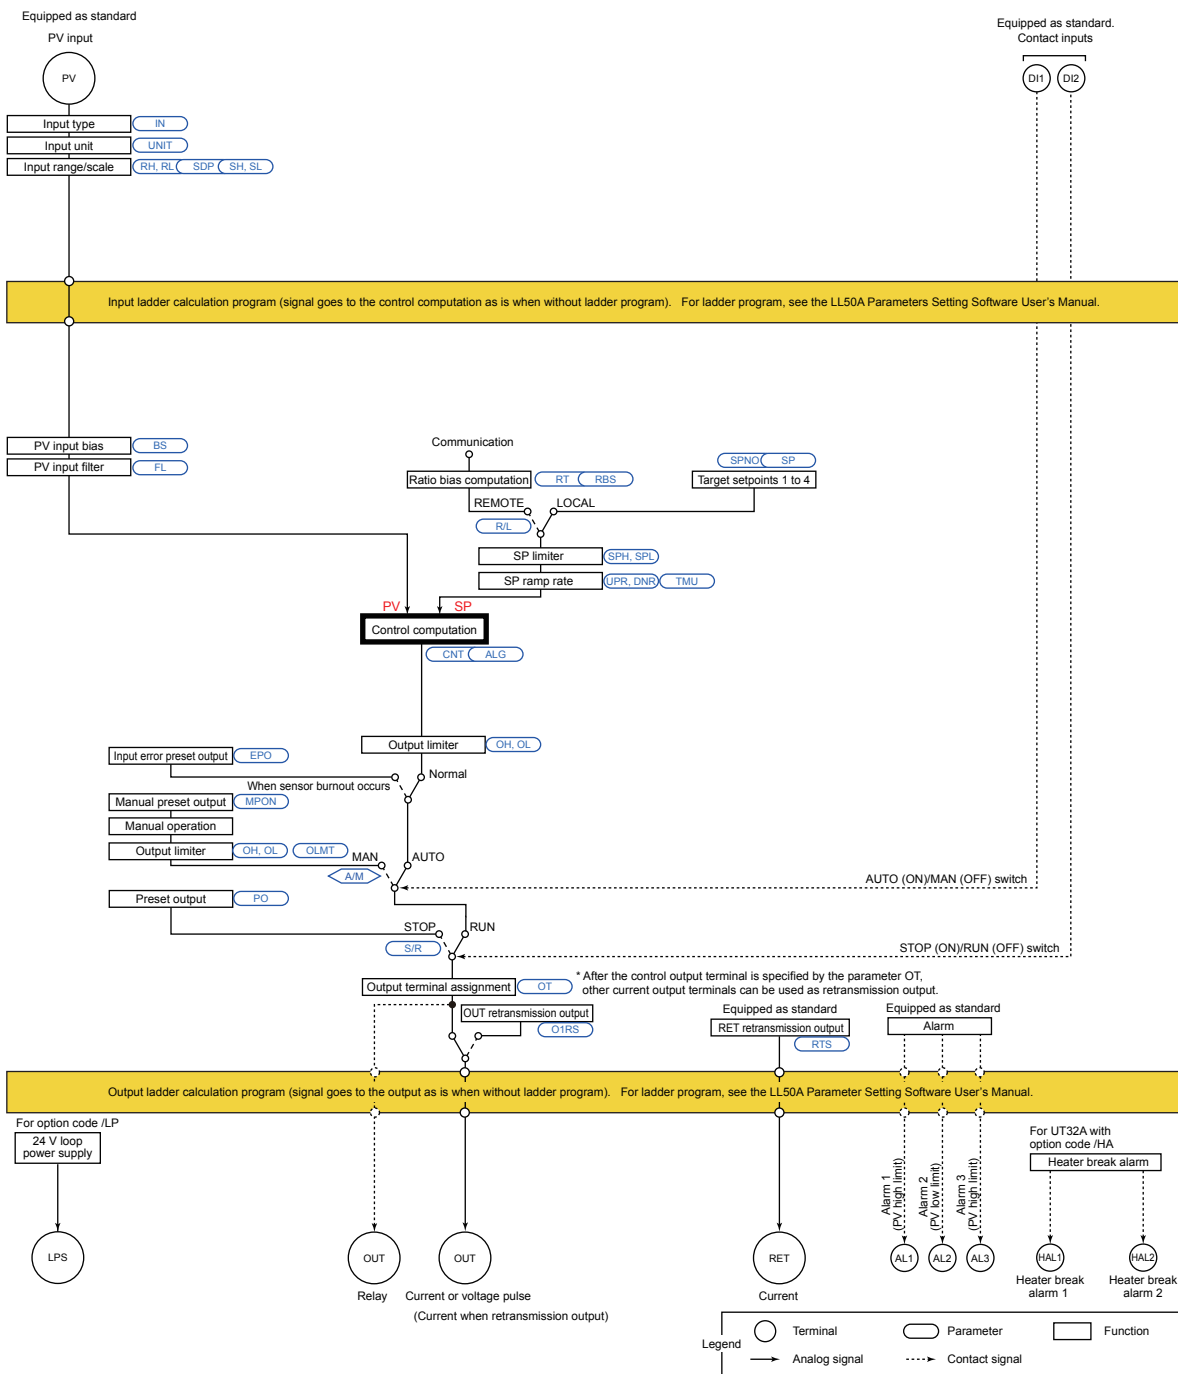 Equipped as standard
PV input
PV
Input type
IN
Input unit
UNIT
Input range/scale
RH, RL
SDP
SH, SL
Equipped as standard.
Contact inputs
DI1
DI2
Input ladder calculation program (signal goes to the control computation as is when without ladder program). For ladder program, see the LL50A Parameters Setting Software User's Manual.
PV input bias
BS
PV input filter
FL
Communication
Ratio bias computation
RT
RBS
SPNO
SP
Target setpoints 1 to 4
REMOTE
LOCAL
R/L
SP limiter
SPH, SPL
SP ramp rate
UPR, DNR
TMU
PV
SP
Control computation
CNT
ALG
Output limiter
OH, OL
Input error preset output
EPO
Normal
When sensor burnout occurs
Manual preset output
MPON
Manual operation
Output limiter
OH, OL
OLMT
MAN
AUTO
A/M
AUTO (ON)/MAN (OFF) switch
Preset output
PO
STOP
RUN
S/R
STOP (ON)/RUN (OFF) switch
Output terminal assignment
OT
* After the control output terminal is specified by the parameter OT,
other current output terminals can be used as retransmission output.
OUT retransmission output
O1RS
Equipped as standard
RET retransmission output
RTS
Equipped as standard
Alarm
Output ladder calculation program (signal goes to the output as is when without ladder program). For ladder program, see the LL50A Parameter Setting Software User's Manual.
For option code /LP
24 V loop
power supply
LPS
OUT
Relay
OUT
Current or voltage pulse
(Current when retransmission output)
RET
Current
Alarm 1
(PV high limit)
Alarm 2
(PV low limit)
Alarm 3
(PV high limit)
AL1
AL2
AL3
For UT32A with
option code /HA
Heater break alarm
HAL1
HAL2
Heater break
alarm 1
Heater break
alarm 2
Legend
Terminal
Parameter
Function
Analog signal
Contact signal